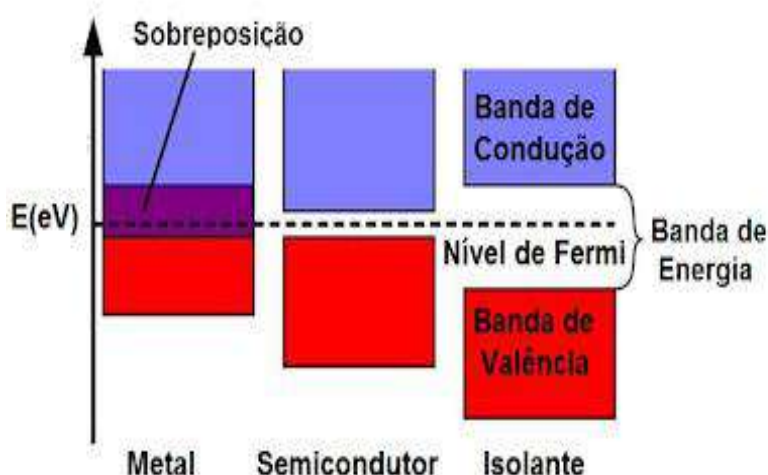 Sobreposição
Banda de
Condução
E(eV)
Nível de Fermi
Banda de
Energia
Banda de
Valência
Metal
Semicondutor
Isolante